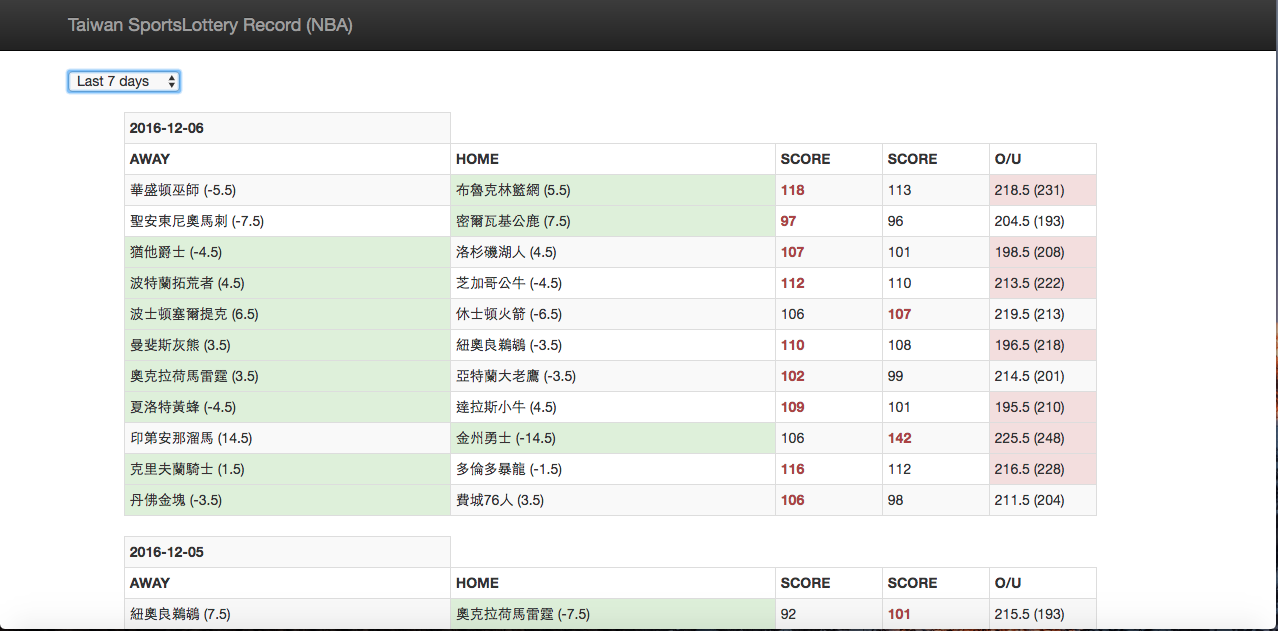 Taiwan SportsLottery Record (NBA)
Last 7 days
2016-12-06
AWAY HOME SCORE SCORE O/U
華盛頓巫師 (-5.5) 布魯克林籃網 (5.5) 118 113 218.5 (231)
聖安東尼奧馬刺 (-7.5) 密爾瓦基公鹿 (7.5) 97 96 204.5 (193)
猶他爵士 (-4.5) 洛杉磯湖人 (4.5) 107 101 198.5 (208)
波特蘭拓荒者 (4.5) 芝加哥公牛 (-4.5) 112 110 213.5 (222)
波士頓塞爾提克 (6.5) 休士頓火箭 (-6.5) 106 107 219.5 (213)
曼斐斯灰熊 (3.5) 紐奧良鵜鶘 (-3.5) 110 108 196.5 (218)
奧克拉荷馬雷霆 (3.5) 亞特蘭大老鷹 (-3.5) 102 99 214.5 (201)
夏洛特黃蜂 (-4.5) 達拉斯小牛 (4.5) 109 101 195.5 (210)
印第安那溜馬 (14.5) 金州勇士 (-14.5) 106 142 225.5 (248)
克里夫蘭騎士 (1.5) 多倫多暴龍 (-1.5) 116 112 216.5 (228)
丹佛金塊 (-3.5) 費城76人 (3.5) 106 98 211.5 (204)
2016-12-05
AWAY HOME SCORE SCORE O/U
紐奧良鵜鶘 (7.5) 奧克拉荷馬雷霆 (-7.5) 92 101 215.5 (193)